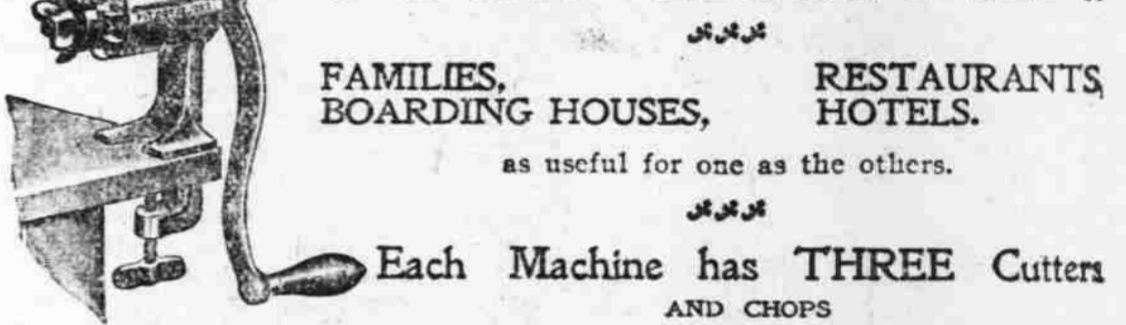 FAMILIES, RESTAURANTS,
BOARDING HOUSES, HOTELS.
as useful for one as the others.
Each Machine has THREE Cutters
AND CHOPS